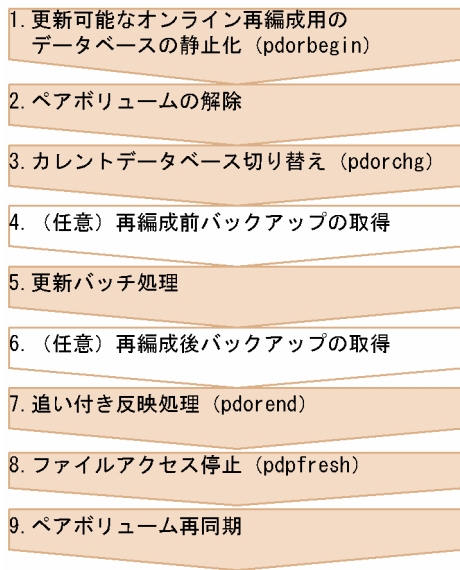 1. 更新可能なオンライン再編成用の
データベースの静止化 (pdorbegin)
2. ペアボリュームの解除
3. カレントデータベース切り替え (pdorchg)
4. (任意) 再編成前バックアップの取得
5. 更新バッチ処理
6. (任意) 再編成後バックアップの取得
7. 追い付き反映処理 (pdorend)
8. ファイルアクセス停止 (pdpfresh)
9. ペアボリューム再同期